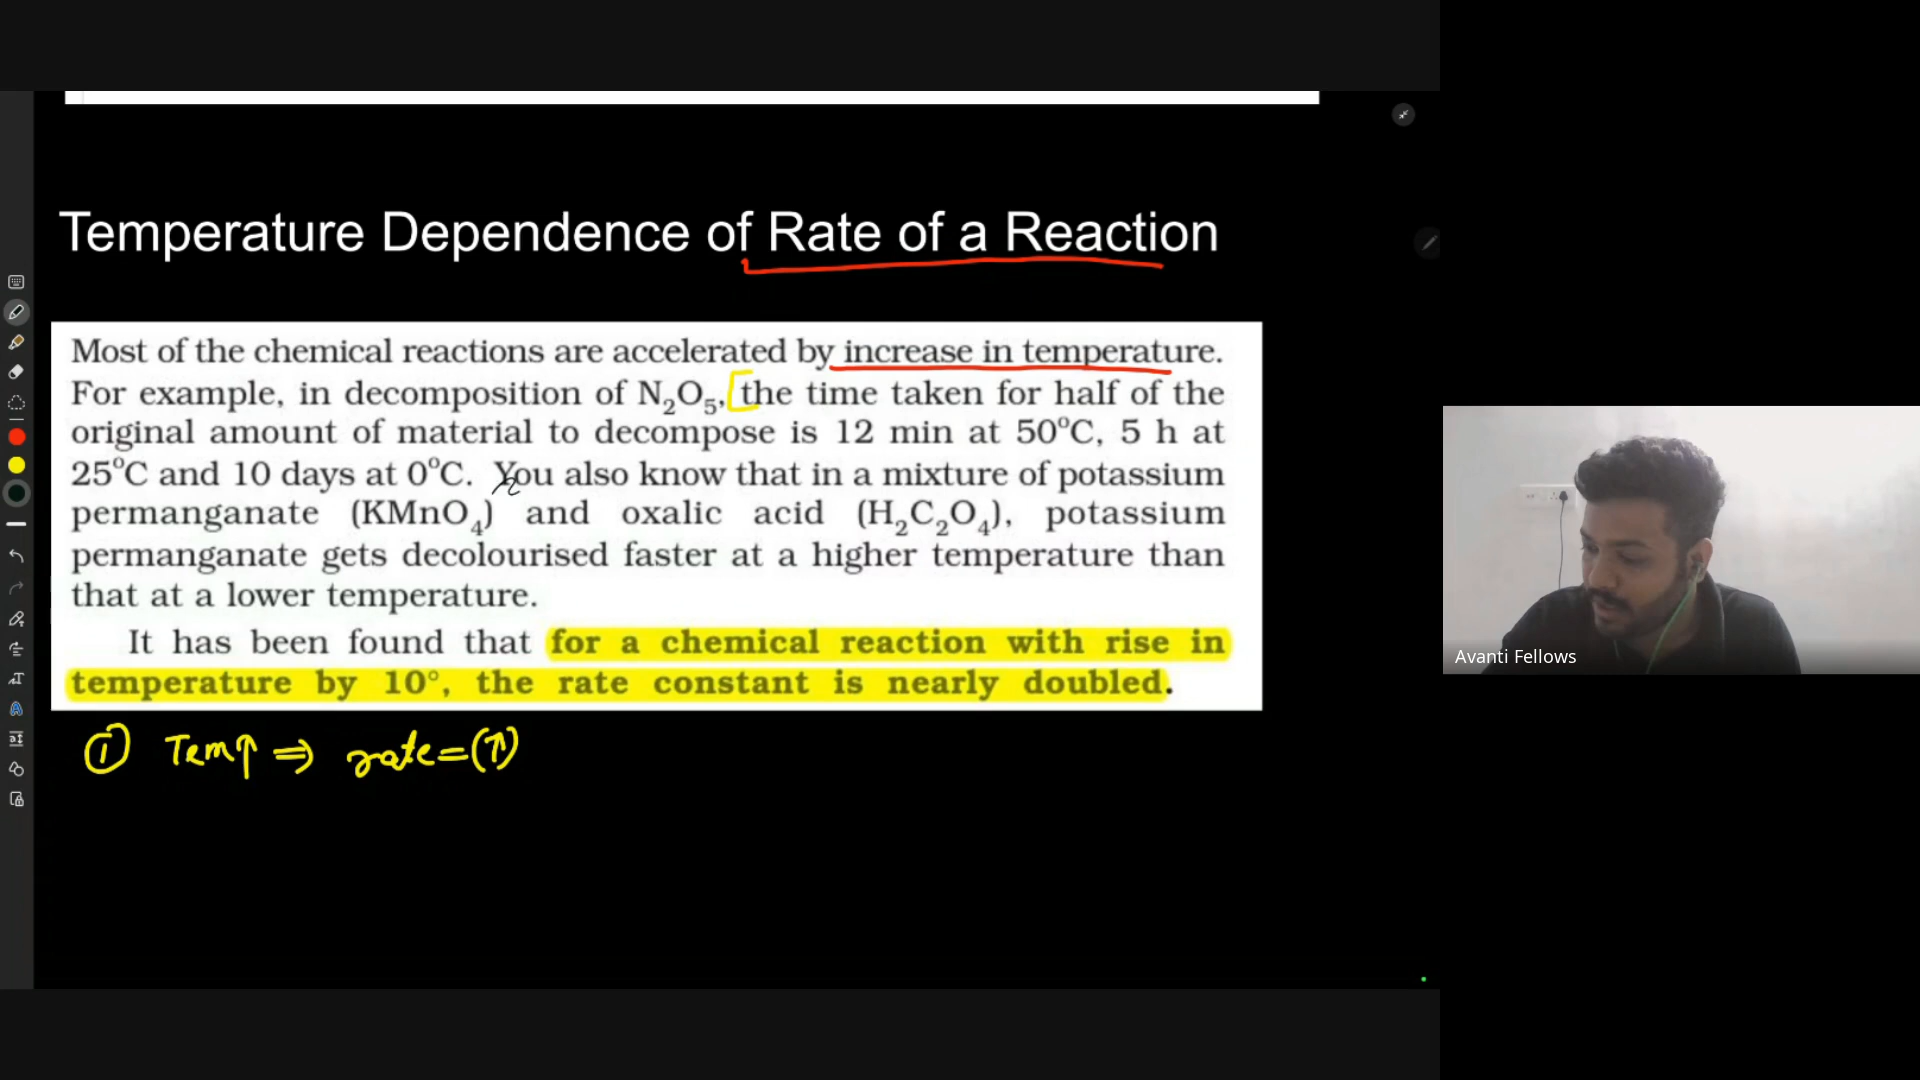 Temperature Dependence of Rate of a Reaction
Most of the chemical reactions are accelerated by increase in temperature.
For example, in decomposition of N₂O₅, the time taken for half of the
original amount of material to decompose is 12 min at 50°C, 5 h at
25°C and 10 days at 0°C. You also know that in a mixture of potassium
permanganate (KMnO₄) and oxalic acid (H₂C₂O₄), potassium
permanganate gets decolourised faster at a higher temperature than
that at a lower temperature.
It has been found that for a chemical reaction with rise in
temperature by 10°, the rate constant is nearly doubled.
① Tem↑ ⇒ rate=(↑)
Avanti Fellows